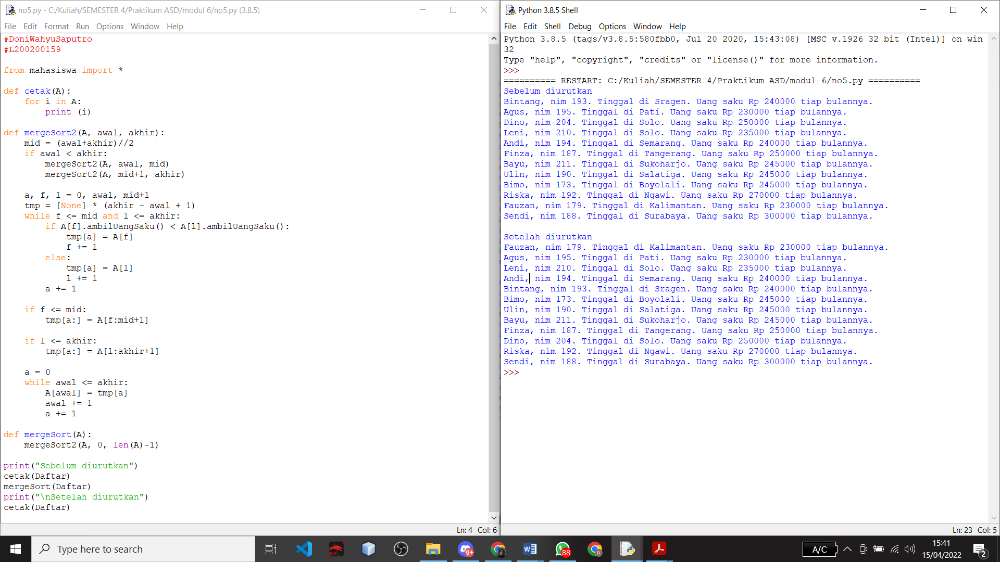 no5.py - C:/Kuliah/SEMESTER 4/Praktikum ASD/modul 6/no5.py (3.8.5)
File Edit Format Run Options Window Help
#DoniWahyuSaputro
#L200200159

from mahasiswa import *

def cetak(A):
    for i in A:
        print (i)

def mergeSort2(A, awal, akhir):
    mid = (awal+akhir)//2
    if awal < akhir:
        mergeSort2(A, awal, mid)
        mergeSort2(A, mid+1, akhir)

    a, f, l = 0, awal, mid+1
    tmp = [None] * (akhir - awal + 1)
    while f <= mid and l <= akhir:
        if A[f].ambilUangSaku() < A[l].ambilUangSaku():
            tmp[a] = A[f]
            f += 1
        else:
            tmp[a] = A[l]
            l += 1
        a += 1

    if f <= mid:
        tmp[a:] = A[f:mid+1]

    if l <= akhir:
        tmp[a:] = A[l:akhir+1]

    a = 0
    while awal <= akhir:
        A[awal] = tmp[a]
        awal += 1
        a += 1

def mergeSort(A):
    mergeSort2(A, 0, len(A)-1)

print("Sebelum diurutkan")
cetak(Daftar)
mergeSort(Daftar)
print("\nSetelah diurutkan")
cetak(Daftar)
Ln: 4 Col: 6
Python 3.8.5 Shell
File Edit Shell Debug Options Window Help
Python 3.8.5 (tags/v3.8.5:580fbb0, Jul 20 2020, 15:43:08) [MSC v.1926 32 bit (Intel)] on win
32
Type "help", "copyright", "credits" or "license()" for more information.
>>>
========== RESTART: C:/Kuliah/SEMESTER 4/Praktikum ASD/modul 6/no5.py ==========
Sebelum diurutkan
Bintang, nim 193. Tinggal di Sragen. Uang saku Rp 240000 tiap bulannya.
Agus, nim 195. Tinggal di Pati. Uang saku Rp 230000 tiap bulannya.
Dino, nim 204. Tinggal di Solo. Uang saku Rp 250000 tiap bulannya.
Leni, nim 210. Tinggal di Solo. Uang saku Rp 235000 tiap bulannya.
Andi, nim 194. Tinggal di Semarang. Uang saku Rp 240000 tiap bulannya.
Finza, nim 187. Tinggal di Tangerang. Uang saku Rp 250000 tiap bulannya.
Bayu, nim 211. Tinggal di Sukoharjo. Uang saku Rp 245000 tiap bulannya.
Ulin, nim 190. Tinggal di Salatiga. Uang saku Rp 245000 tiap bulannya.
Bimo, nim 173. Tinggal di Boyolali. Uang saku Rp 245000 tiap bulannya.
Riska, nim 192. Tinggal di Ngawi. Uang saku Rp 270000 tiap bulannya.
Fauzan, nim 179. Tinggal di Kalimantan. Uang saku Rp 230000 tiap bulannya.
Sendi, nim 188. Tinggal di Surabaya. Uang saku Rp 300000 tiap bulannya.

Setelah diurutkan
Fauzan, nim 179. Tinggal di Kalimantan. Uang saku Rp 230000 tiap bulannya.
Agus, nim 195. Tinggal di Pati. Uang saku Rp 230000 tiap bulannya.
Leni, nim 210. Tinggal di Solo. Uang saku Rp 235000 tiap bulannya.
Andi, nim 194. Tinggal di Semarang. Uang saku Rp 240000 tiap bulannya.
Bintang, nim 193. Tinggal di Sragen. Uang saku Rp 240000 tiap bulannya.
Bimo, nim 173. Tinggal di Boyolali. Uang saku Rp 245000 tiap bulannya.
Ulin, nim 190. Tinggal di Salatiga. Uang saku Rp 245000 tiap bulannya.
Bayu, nim 211. Tinggal di Sukoharjo. Uang saku Rp 245000 tiap bulannya.
Finza, nim 187. Tinggal di Tangerang. Uang saku Rp 250000 tiap bulannya.
Dino, nim 204. Tinggal di Solo. Uang saku Rp 250000 tiap bulannya.
Riska, nim 192. Tinggal di Ngawi. Uang saku Rp 270000 tiap bulannya.
Sendi, nim 188. Tinggal di Surabaya. Uang saku Rp 300000 tiap bulannya.
>>>
Ln: 23 Col: 5
Type here to search
9+
88
D
A/C
15:41
15/04/2022
2